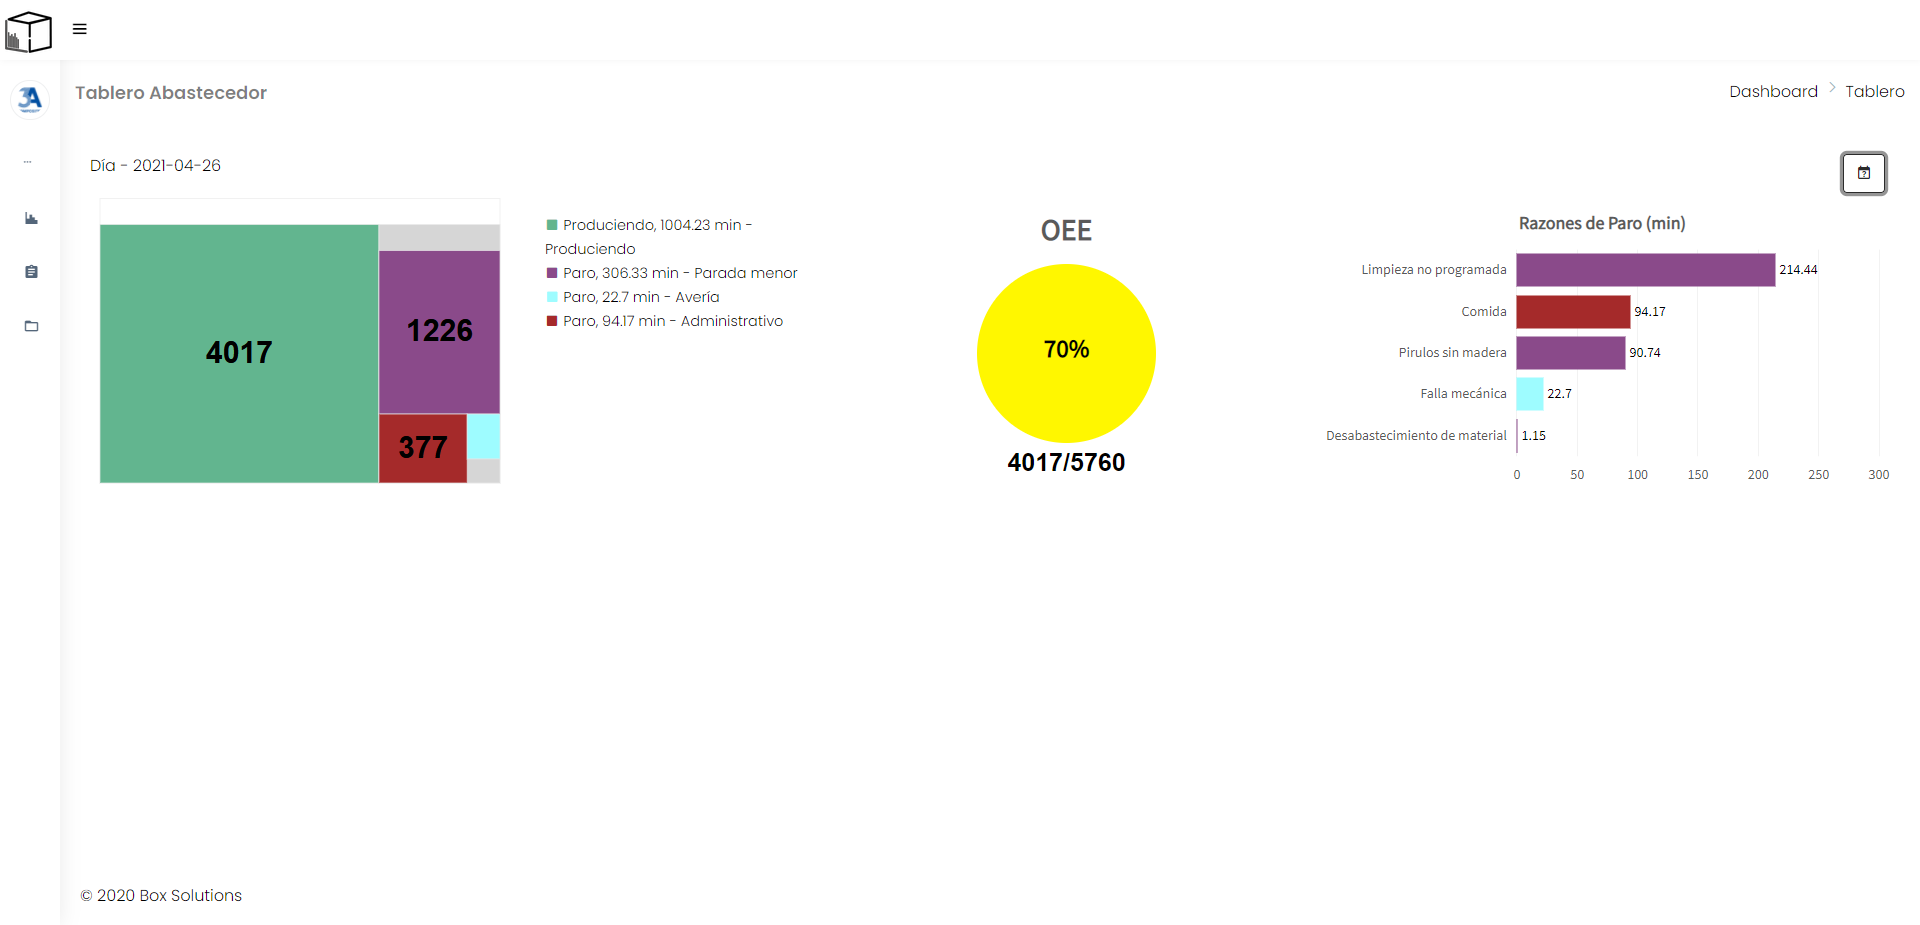 3A
Tablero Abastecedor
Dashboard > Tablero
...
Día - 2021-04-26
4017
1226
377
Produciendo, 1004.23 min -
Produciendo
Paro, 306.33 min - Parada menor
Paro, 22.7 min - Avería
Paro, 94.17 min - Administrativo
OEE
70%
4017/5760
Razones de Paro (min)
Limpieza no programada 214.44
Comida 94.17
Pirulos sin madera 90.74
Falla mecánica 22.7
Desabastecimiento de material 1.15
0 50 100 150 200 250 300
© 2020 Box Solutions